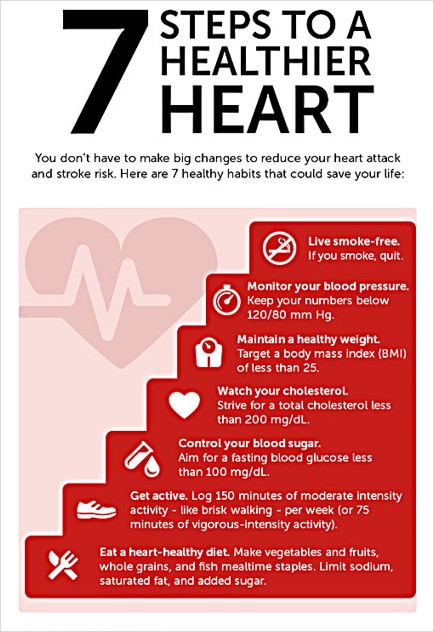 7 STEPS TO A
HEALTHIER
HEART
You don't have to make big changes to reduce your heart attack
and stroke risk. Here are 7 healthy habits that could save your life:
Live smoke-free.
If you smoke, quit.
Monitor your blood pressure.
Keep your numbers below
120/80 mm Hg.
Maintain a healthy weight.
Target a body mass index (BMI)
of less than 25.
Watch your cholesterol.
Strive for a total cholesterol less
than 200 mg/dL.
Control your blood sugar.
Aim for a fasting blood glucose less
than 100 mg/dL.
Get active. Log 150 minutes of moderate intensity
activity - like brisk walking - per week (or 75
minutes of vigorous-intensity activity).
Eat a heart-healthy diet. Make vegetables and fruits,
whole grains, and fish mealtime staples. Limit sodium,
saturated fat, and added sugar.